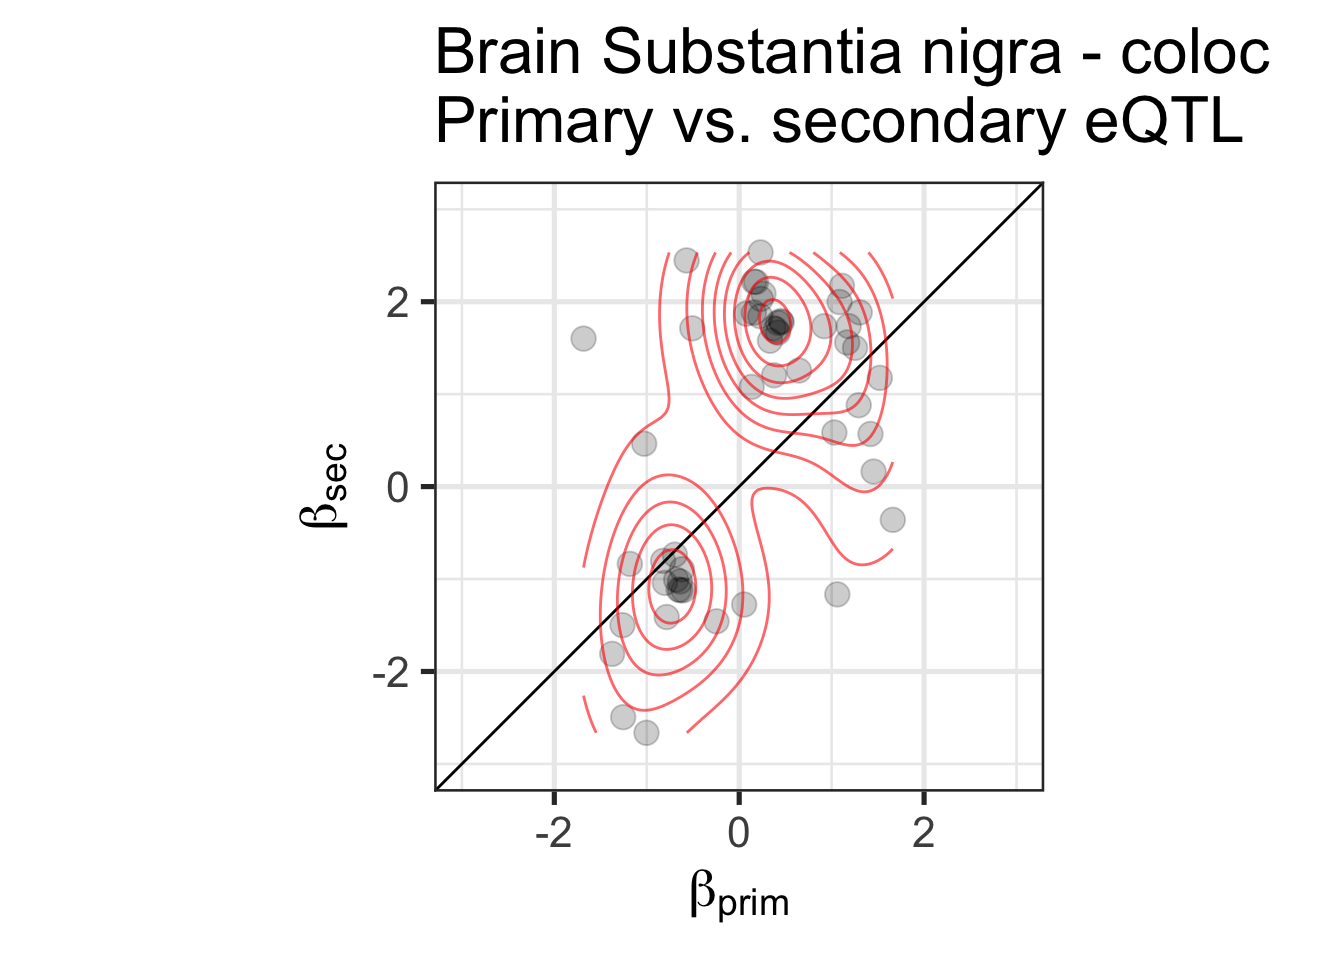 Brain Substantia nigra - coloc
Primary vs. secondary eQTL
2
0
-2
βsec
-2 0 2
βprim